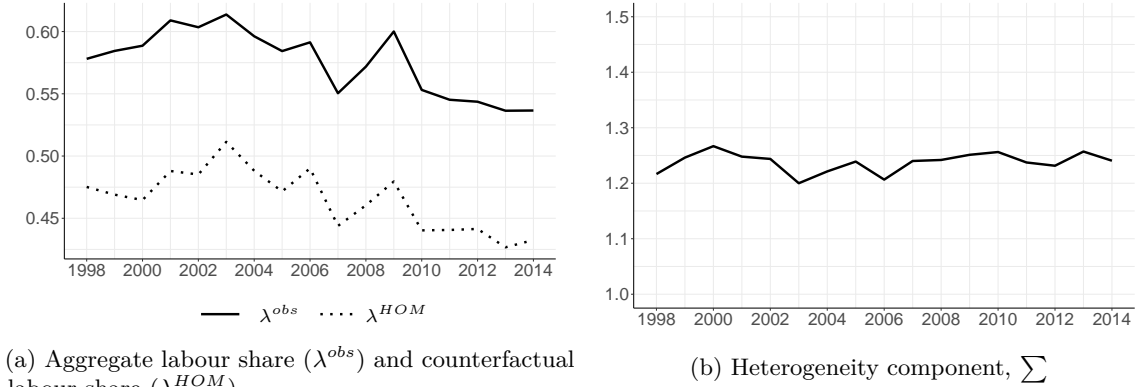 0.60
0.55
0.50
0.45
1998 2000 2002 2004 2006 2008 2010 2012 2014
λ^obs λ^HOM
(a) Aggregate labour share (λ^obs) and counterfactual
labour share (λ^HOM)
1.5
1.4
1.3
1.2
1.1
1.0
1998 2000 2002 2004 2006 2008 2010 2012 2014
(b) Heterogeneity component, ∑